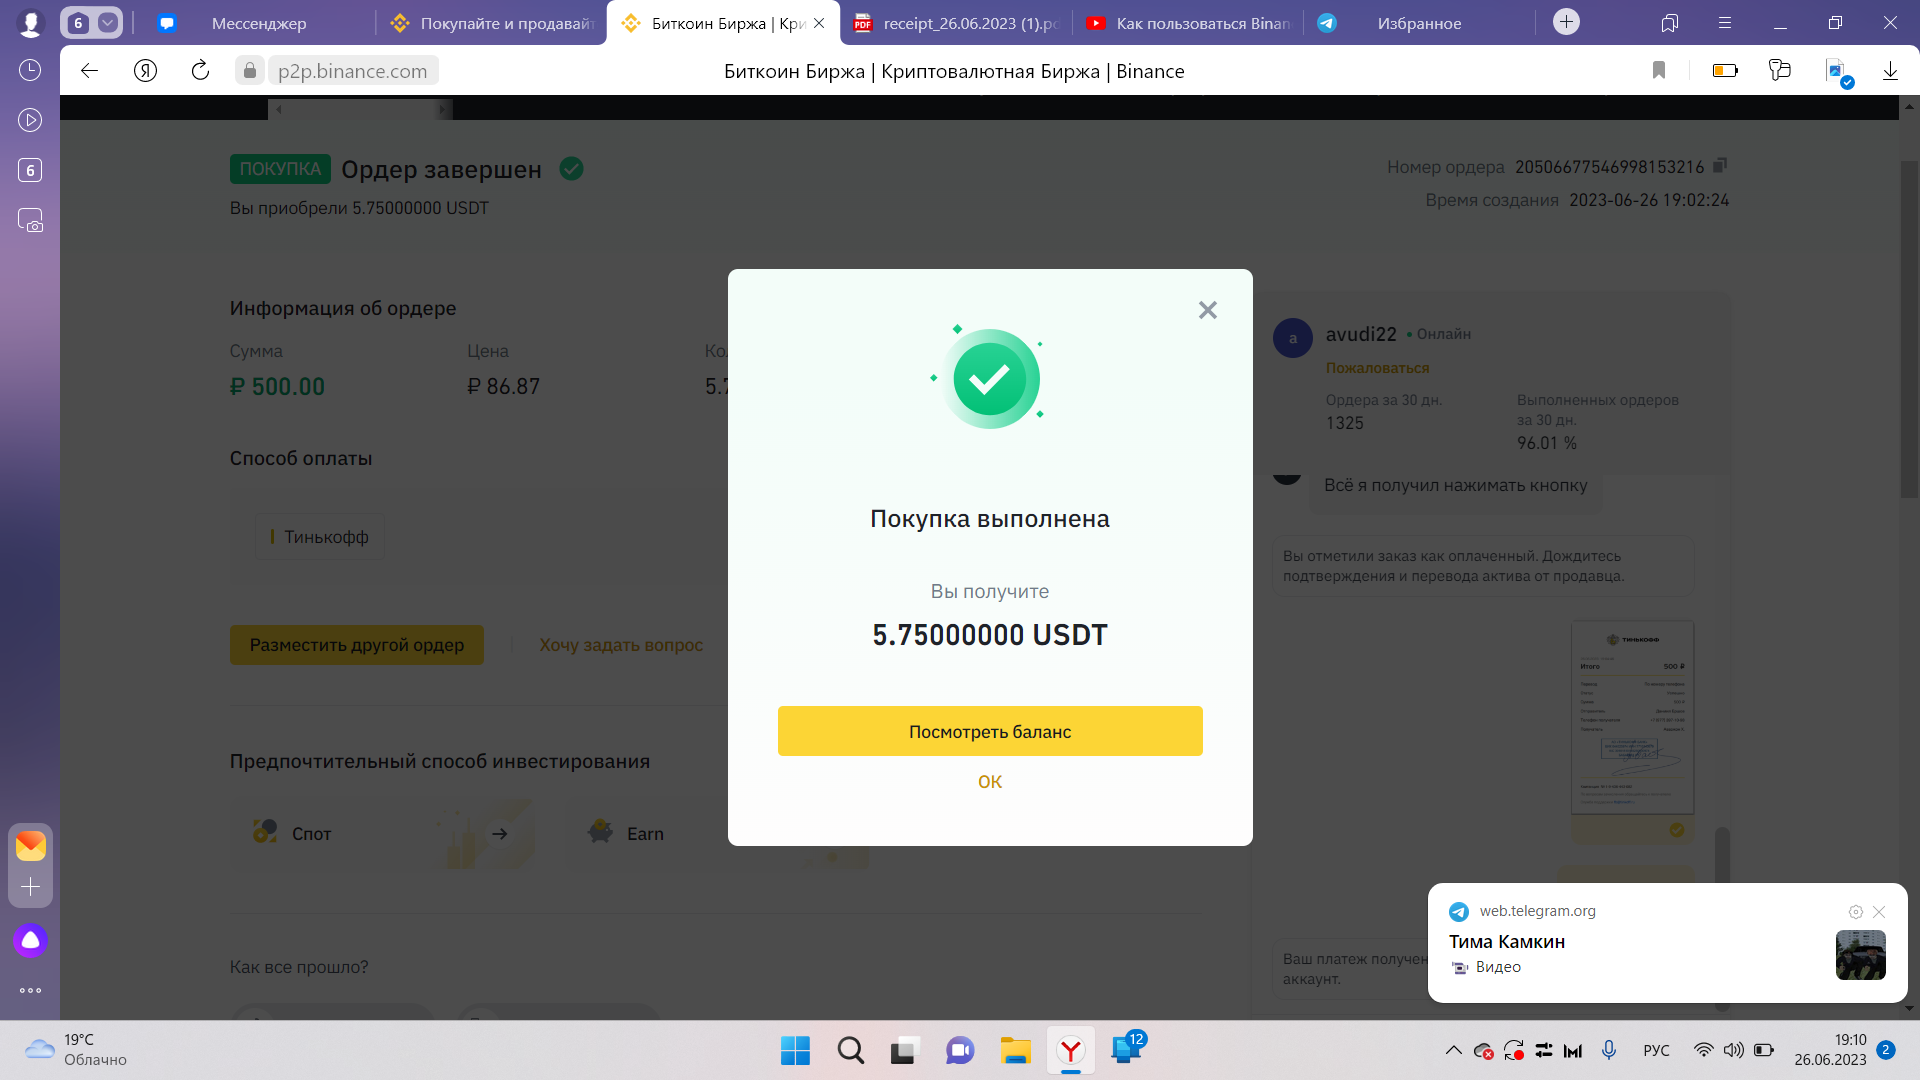 6
Мессенджер
Покупайте и продавайт
Биткоин Биржа | Кри
receipt_26.06.2023 (1).pd
Как пользоваться Binan
Избранное
p2p.binance.com
Биткоин Биржа | Криптовалютная Биржа | Binance
6
ПОКУПКА Ордер завершен
Вы приобрели 5.75000000 USDT
Номер ордера 20506677546998153216
Время создания 2023-06-26 19:02:24
Информация об ордере
Сумма Цена Кол
₽ 500.00 ₽ 86.87 5.7
Способ оплаты
Тинькофф
Разместить другой ордер
Хочу задать вопрос
Предпочтительный способ инвестирования
Спот
Earn
Как все прошло?
Покупка выполнена
Вы получите
5.75000000 USDT
Посмотреть баланс
ОК
a
avudi22 Онлайн
Пожаловаться
Ордера за 30 дн.
1325
Выполненных ордеров
за 30 дн.
96.01 %
Всё я получил нажимать кнопку
Вы отметили заказ как оплаченный. Дождитесь
подтверждения и перевода актива от продавца.
ТИНЬКОФФ
Итого 500 ₽
Ваш платеж получен
аккаунт.
web.telegram.org
Тима Камкин
Видео
19°C
Облачно
12
РУС
19:10
26.06.2023
2